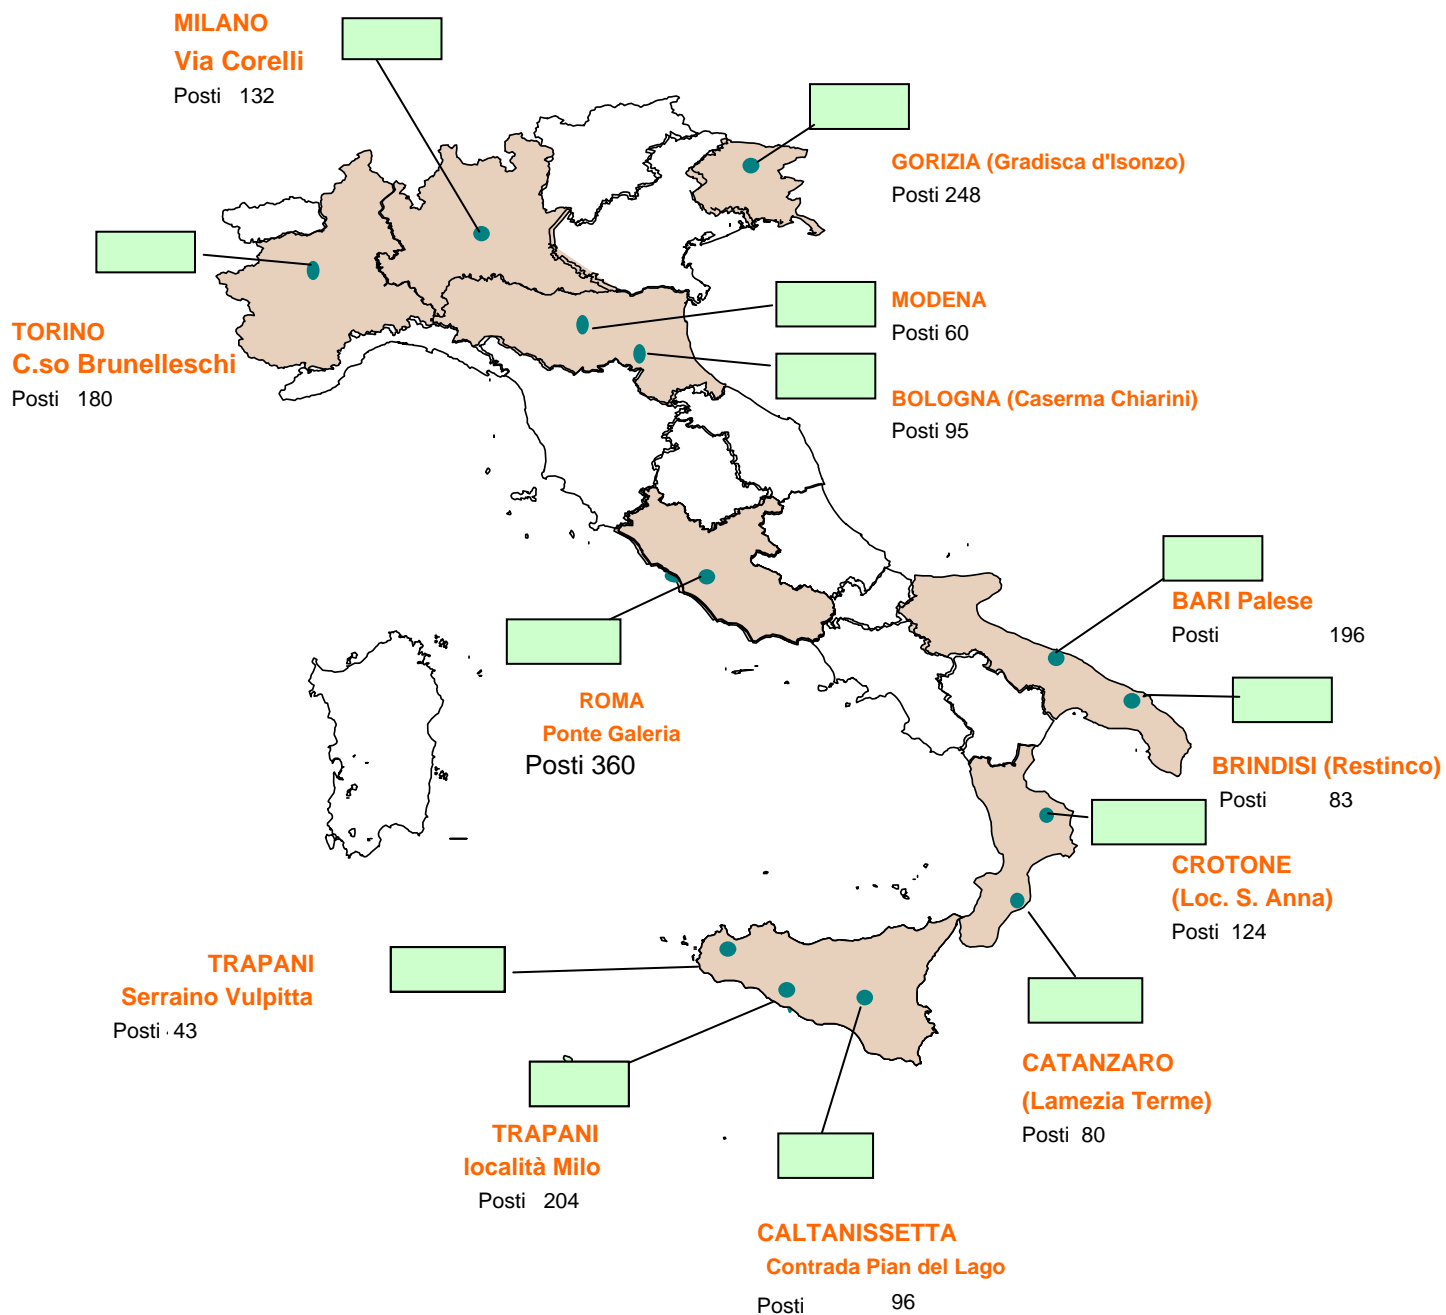 MILANO
Via Corelli
Posti 132
GORIZIA (Gradisca d'Isonzo)
Posti 248
MODENA
Posti 60
TORINO
C.so Brunelleschi
Posti 180
BOLOGNA (Caserma Chiarini)
Posti 95
BARI Palese
Posti 196
ROMA
Ponte Galeria
Posti 360
BRINDISI (Restinco)
Posti 83
CROTONE
(Loc. S. Anna)
Posti 124
TRAPANI
Serraino Vulpitta
Posti 43
CATANZARO
(Lamezia Terme)
Posti 80
TRAPANI
località Milo
Posti 204
CALTANISSETTA
Contrada Pian del Lago
Posti 96